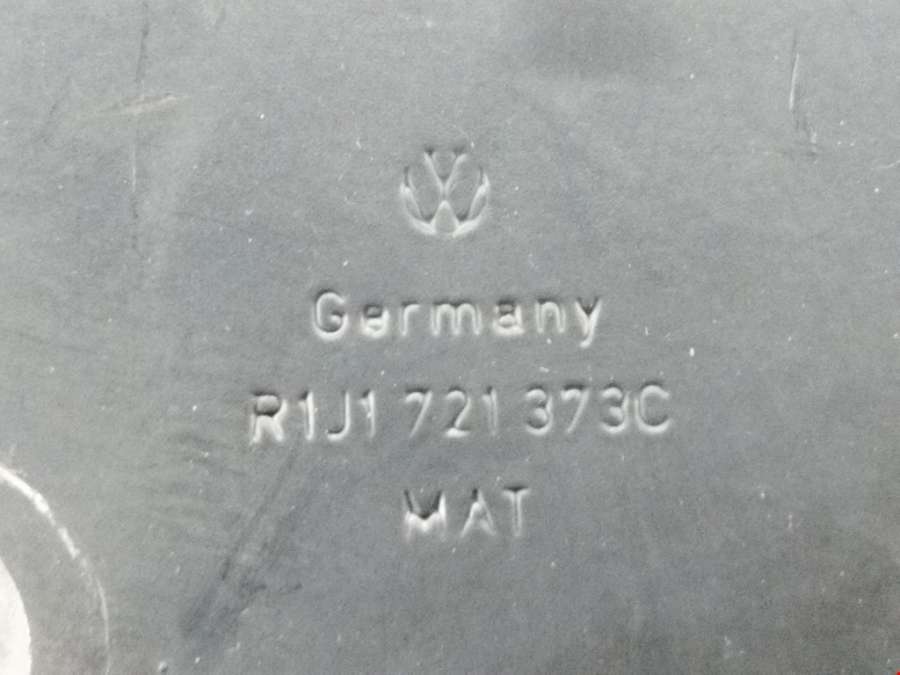 Germany
R1J1 721 373C
MAT